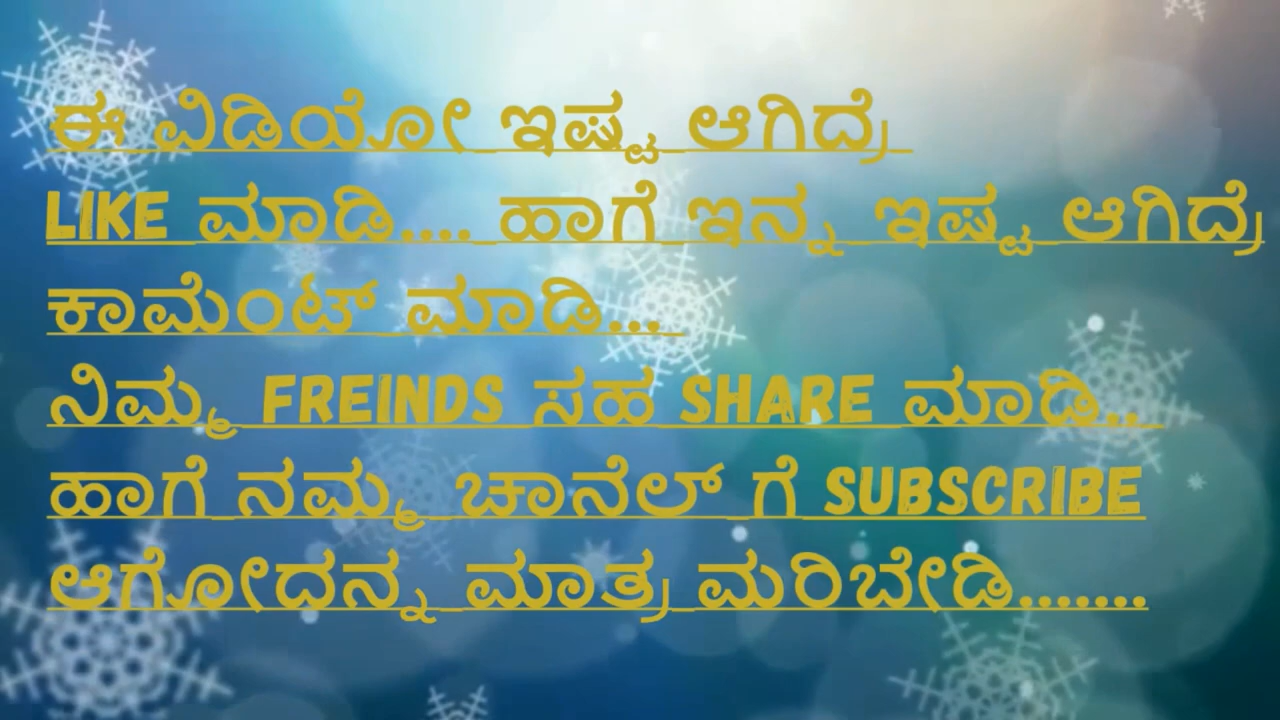 ಈ ವಿಡಿಯೋ ಇಷ್ಟ ಆಗಿದ್ರೆ
LIKE ಮಾಡಿ.... ಹಾಗೆ ಇನ್ನ ಇಷ್ಟ ಆಗಿದ್ರೆ
ಕಾಮೆಂಟ್ ಮಾಡಿ...
ನಿಮ್ಮ FREINDS ಸಹ SHARE ಮಾಡಿ..
ಹಾಗೆ ನಮ್ಮ ಚಾನೆಲ್ ಗೆ SUBSCRIBE
ಆಗೋದನ್ನ ಮಾತ್ರ ಮರಿಬೇಡಿ.......